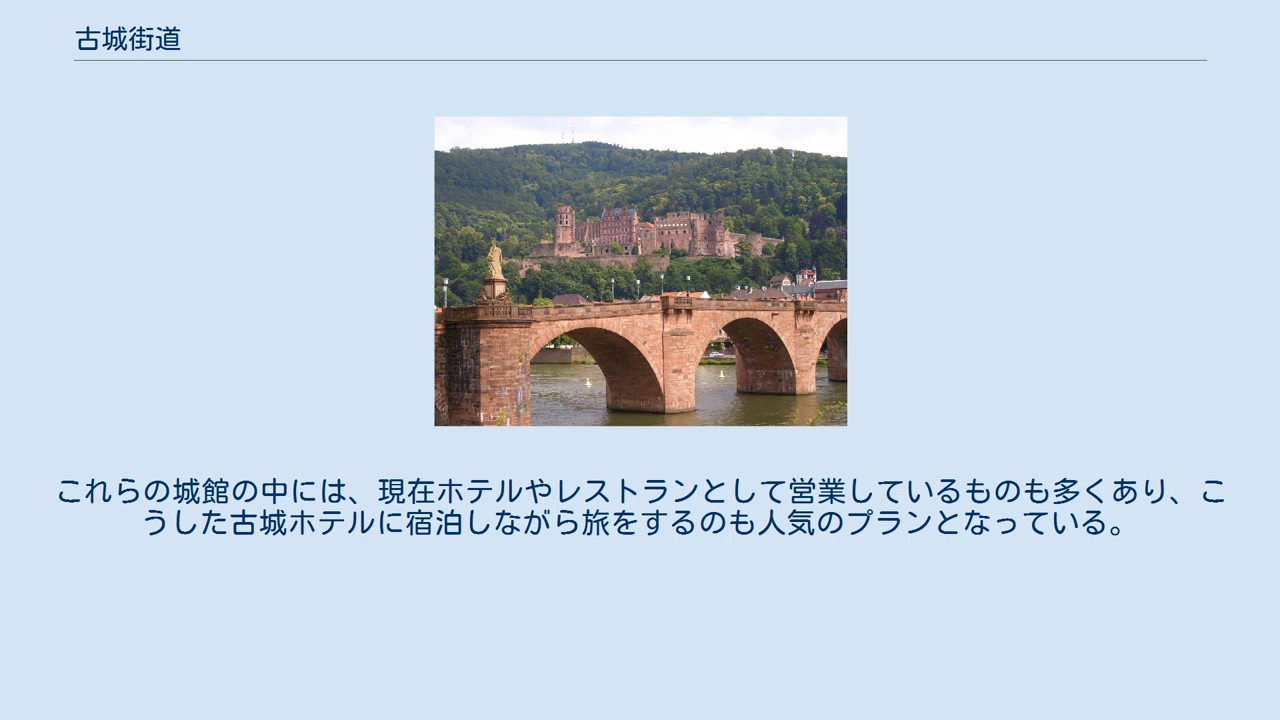 古城街道
これらの城館の中には、現在ホテルやレストランとして営業しているものも多くあり、こ
うした古城ホテルに宿泊しながら旅をするのも人気のプランとなっている。